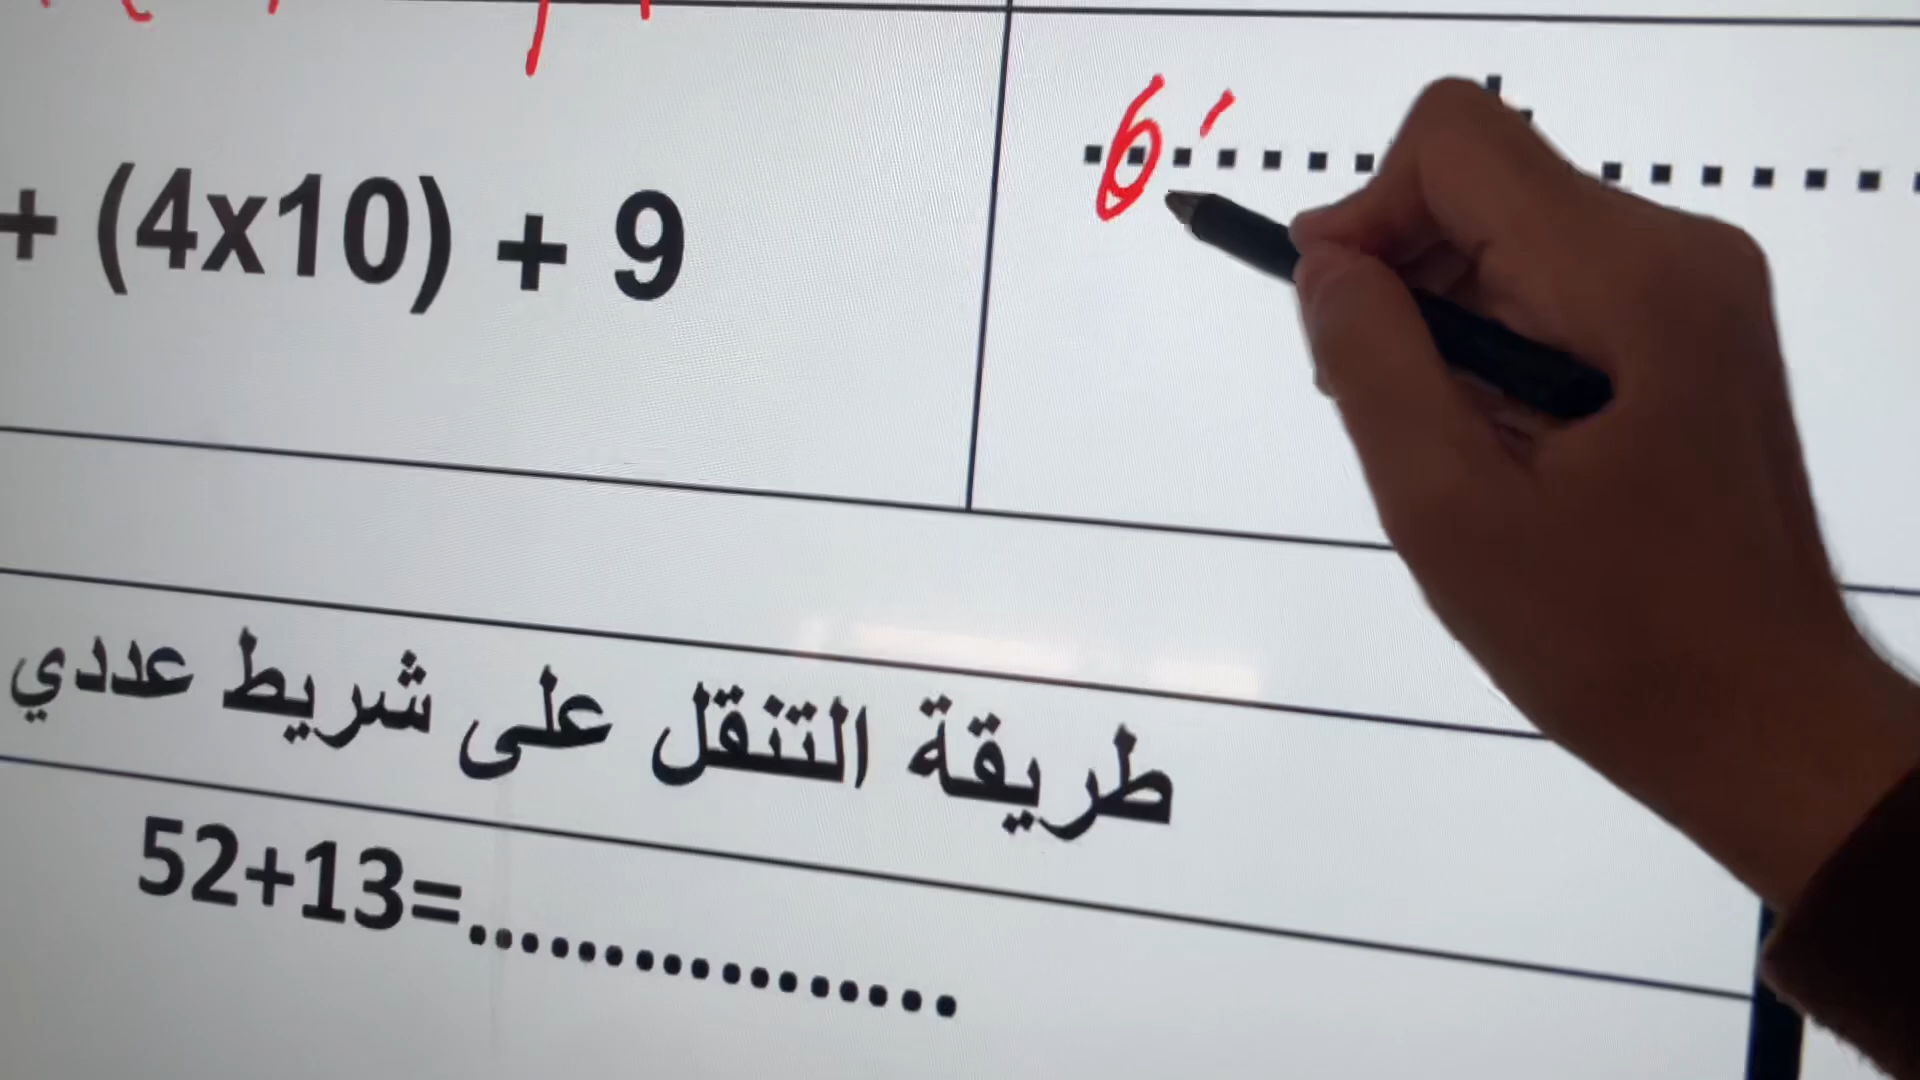 + (4x10) + 9
6
طريقة التنقل على شريط عددي
52+13=................